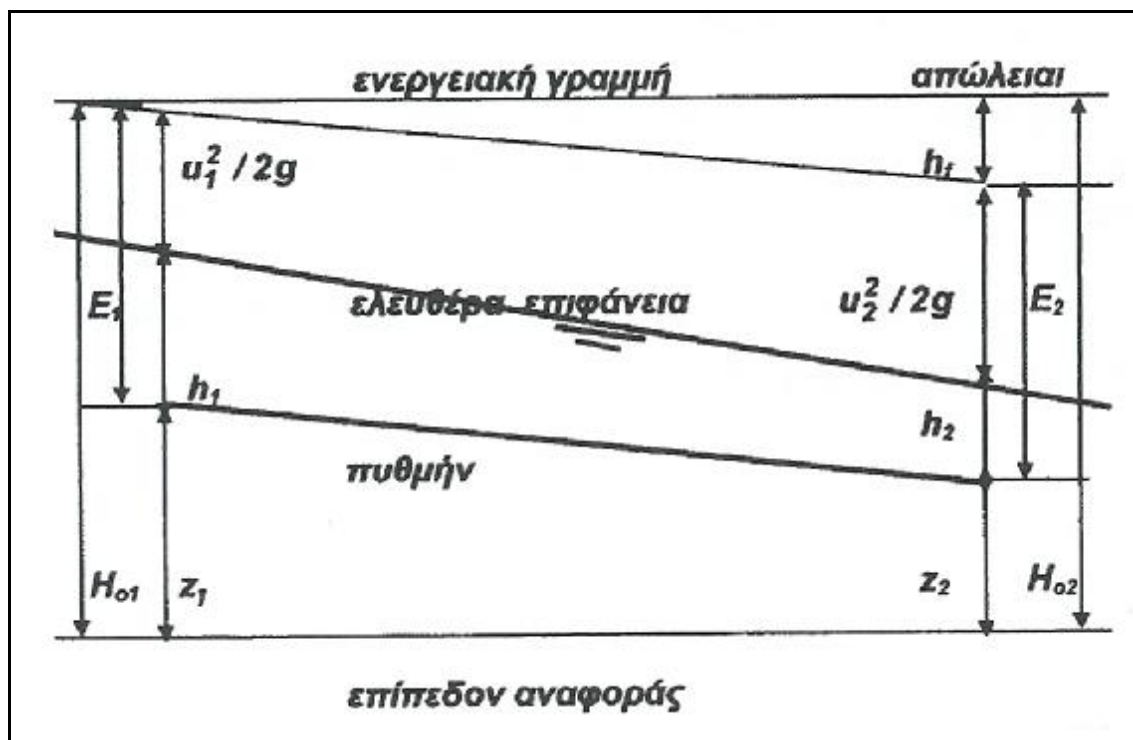 ενεργειακή γραμμή
απώλειαι
u₁² / 2g
h_f
E₁
ελευθέρα επιφάνεια
u₂² / 2g
E₂
h₁
h₂
πυθμήν
H₀₁
z₁
z₂
H₀₂
επίπεδον αναφοράς